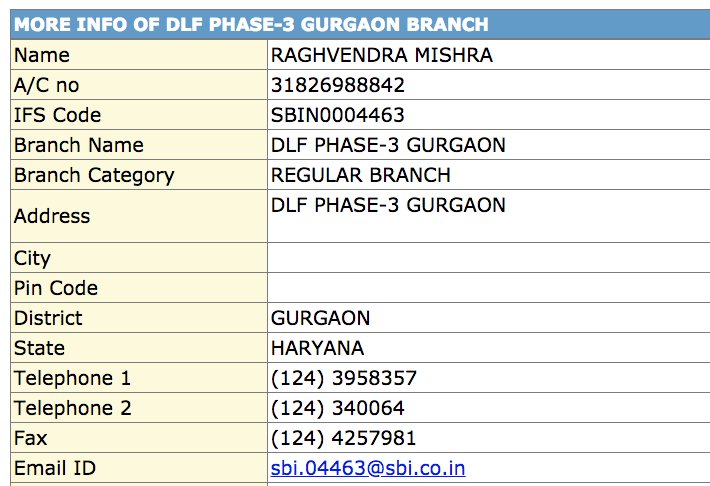 MORE INFO OF DLF PHASE-3 GURGAON BRANCH
Name RAGHVENDRA MISHRA
A/C no 31826988842
IFS Code SBIN0004463
Branch Name DLF PHASE-3 GURGAON
Branch Category REGULAR BRANCH
Address DLF PHASE-3 GURGAON
City
Pin Code
District GURGAON
State HARYANA
Telephone 1 (124) 3958357
Telephone 2 (124) 340064
Fax (124) 4257981
Email ID sbi.04463@sbi.co.in